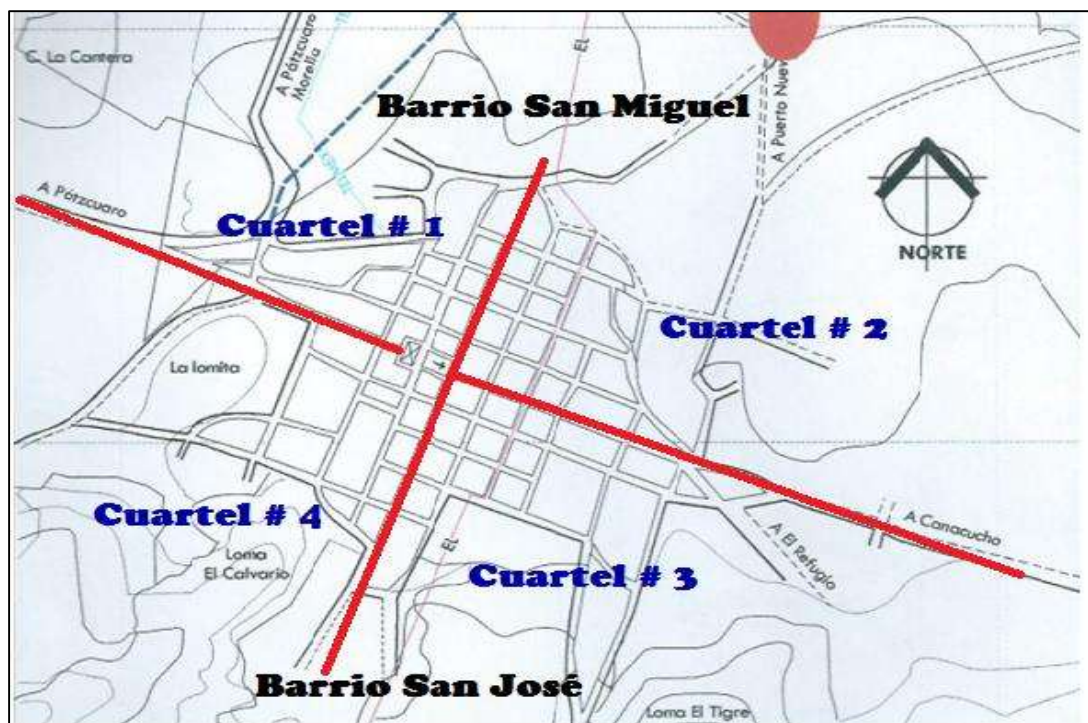 EL
C. La Cantera
A Pátzcuaro
Morelia
Barrio San Miguel
A Puerto Nuevo
A Pátzcuaro
Cuartel # 1
NORTE
Cuartel # 2
La lomita
Cuartel # 4
A Canacucho
EL
A El Refugio
Loma
El Calvario
Cuartel # 3
Barrio San José
Loma El Tigre